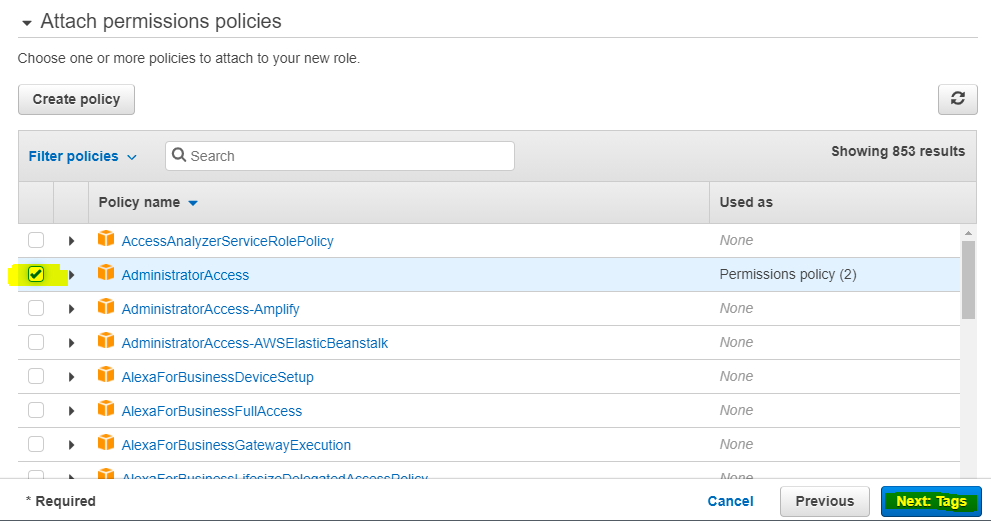 Attach permissions policies
Choose one or more policies to attach to your new role.
Create policy
Filter policies Search Showing 853 results
Policy name Used as
AccessAnalyzerServiceRolePolicy None
AdministratorAccess Permissions policy (2)
AdministratorAccess-Amplify None
AdministratorAccess-AWSElasticBeanstalk None
AlexaForBusinessDeviceSetup None
AlexaForBusinessFullAccess None
AlexaForBusinessGatewayExecution None
AlexaForBusinessLifesizeDelegatedAccessPolicy None
* Required Cancel Previous Next: Tags